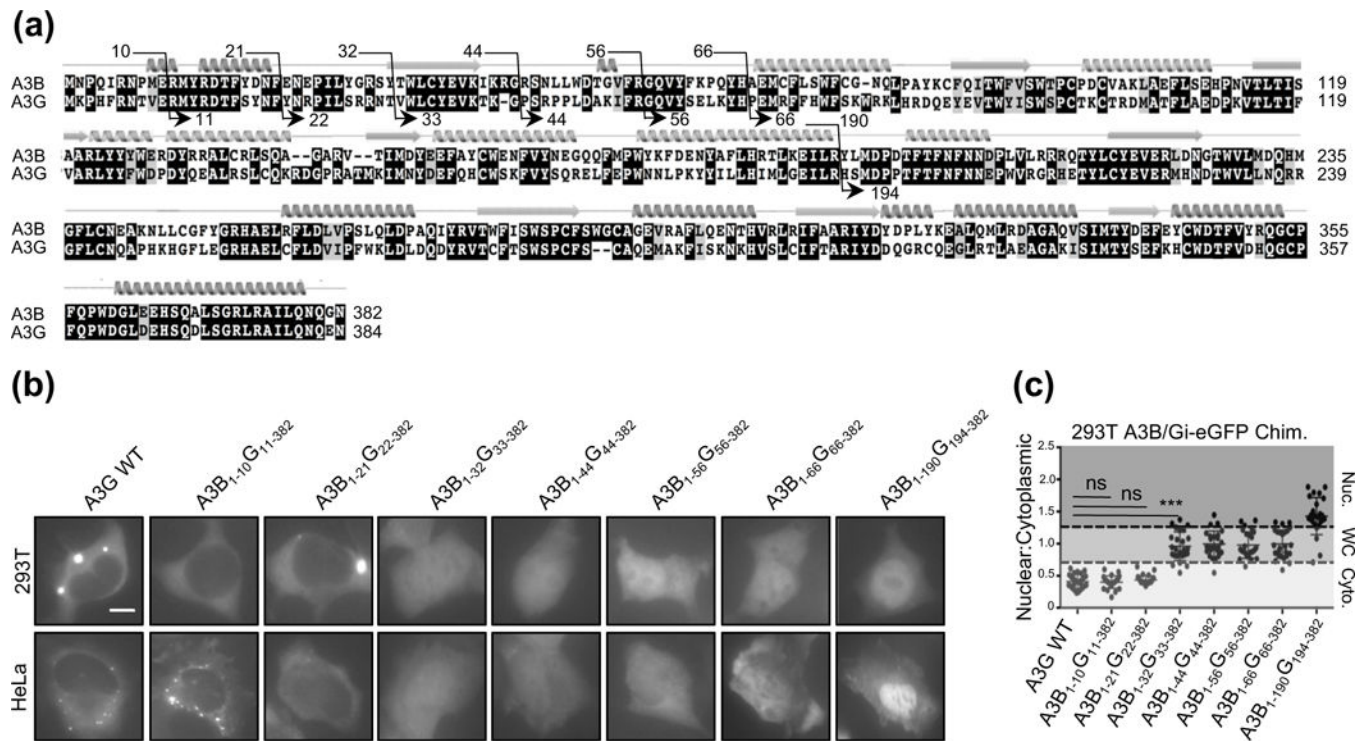 (a)
10 21 32 44 56 66
A3B MNPQIRNPMERMYRDTFYDNFENEPILYGRSYTWLCYEVKIKRGRSNLLWDTGVFRGQVYFKPQYHAEMCFLSWFCG-NQLPAYKCFQITWFVSWTPCPDCVAKLAEFLSEHPNVTLTIS 119
A3G MKPHFRNTVERMYRDTFSYNFYNRPILSRRNTVWLCYEVKTK-GPSRPPLDAKIFRGQVYSELKYHPEMRFFHWFSKWRKLHRDQEYEVTWYISWSPCTKCTRDMATFLAEDPKVTLTIF 119
11 22 33 44 56 66 190
A3B AARLYYYWERDYRRALCRLSQA--GARV--TIMDYEEFAYCWENFVYNEGQQFMPWYKFDENYAFLHRTLKEILRYLMDPDTFTFNFNNDPLVLRRRQTYLCYEVERLDNGTWVLMDQHM 235
A3G VARLYYFWDPDYQEALRSLCQKRDGPRATMKIMNYDEFQHCWSKFVYSQRELFEPWNNLPKYYILLHIMLGEILRHSMDPPTFTFNFNNEPWVRGRHETYLCYEVERMHNDTWVLLNQRR 239
194
A3B GFLCNEAKNLLCGFYGRHAELRFLDLVPSLQLDPAQIYRVTWFISWSPCFSWGCAGEVRAFLQENTHVRLRIFAARIYDYDPLYKEALQMLRDAGAQVSIMTYDEFEYCWDTFVYRQGCP 355
A3G GFLCNQAPHKHGFLEGRHAELCFLDVIPFWKLDLDQDYRVTCFTSWSPCFS--CAQEMAKFISKNKHVSLCIFTARIYDDQGRCQEGLRTLAEAGAKISIMTYSEFKHCWDTFVDHQGCP 357
A3B FQPWDGLEEHSQALSGRLRAILQNQGN 382
A3G FQPWDGLDEHSQDLSGRLRAILQNQEN 384
(b)
A3G WT A3B1-10G11-382 A3B1-21G22-382 A3B1-32G33-382 A3B1-44G44-382 A3B1-56G56-382 A3B1-66G66-382 A3B1-190G194-382
293T
HeLa
(c)
293T A3B/Gi-eGFP Chim.
Nuclear:Cytoplasmic
2.5
2.0
1.5
1.0
0.5
0
ns
ns
***
Nuc.
WC
Cyto.
A3G WT
A3B1-10G11-382
A3B1-21G22-382
A3B1-32G33-382
A3B1-44G44-382
A3B1-56G56-382
A3B1-66G66-382
A3B1-190G194-382